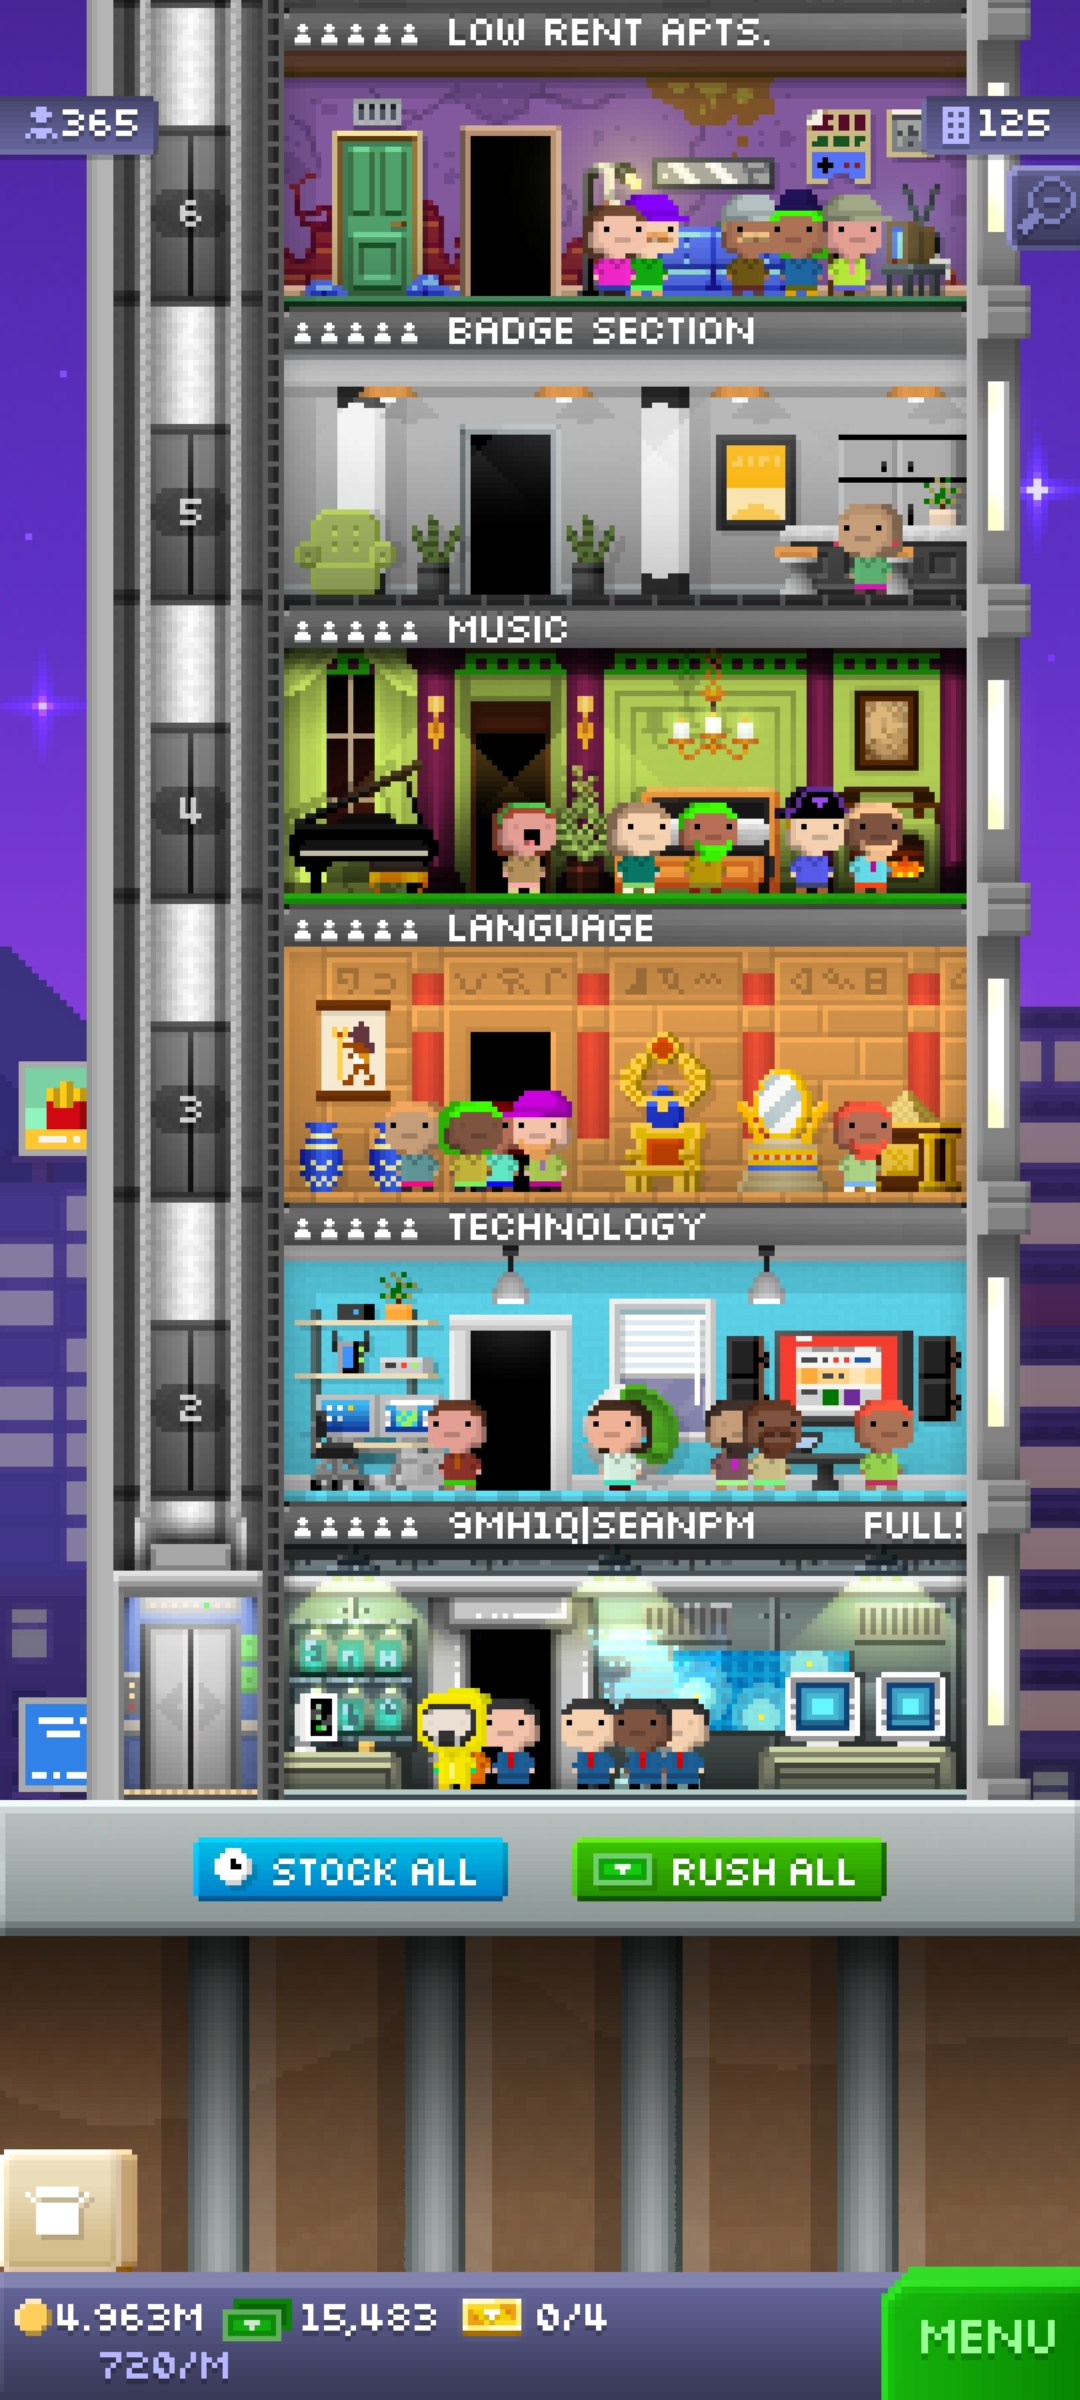 LOW RENT APTS.
365
125
6
BADGE SECTION
5
MUSIC
4
LANGUAGE
3
TECHNOLOGY
2
9MH1Q|SEANPM FULL!
STOCK ALL
RUSH ALL
4.963M 15,483 0/4
720/M
MENU